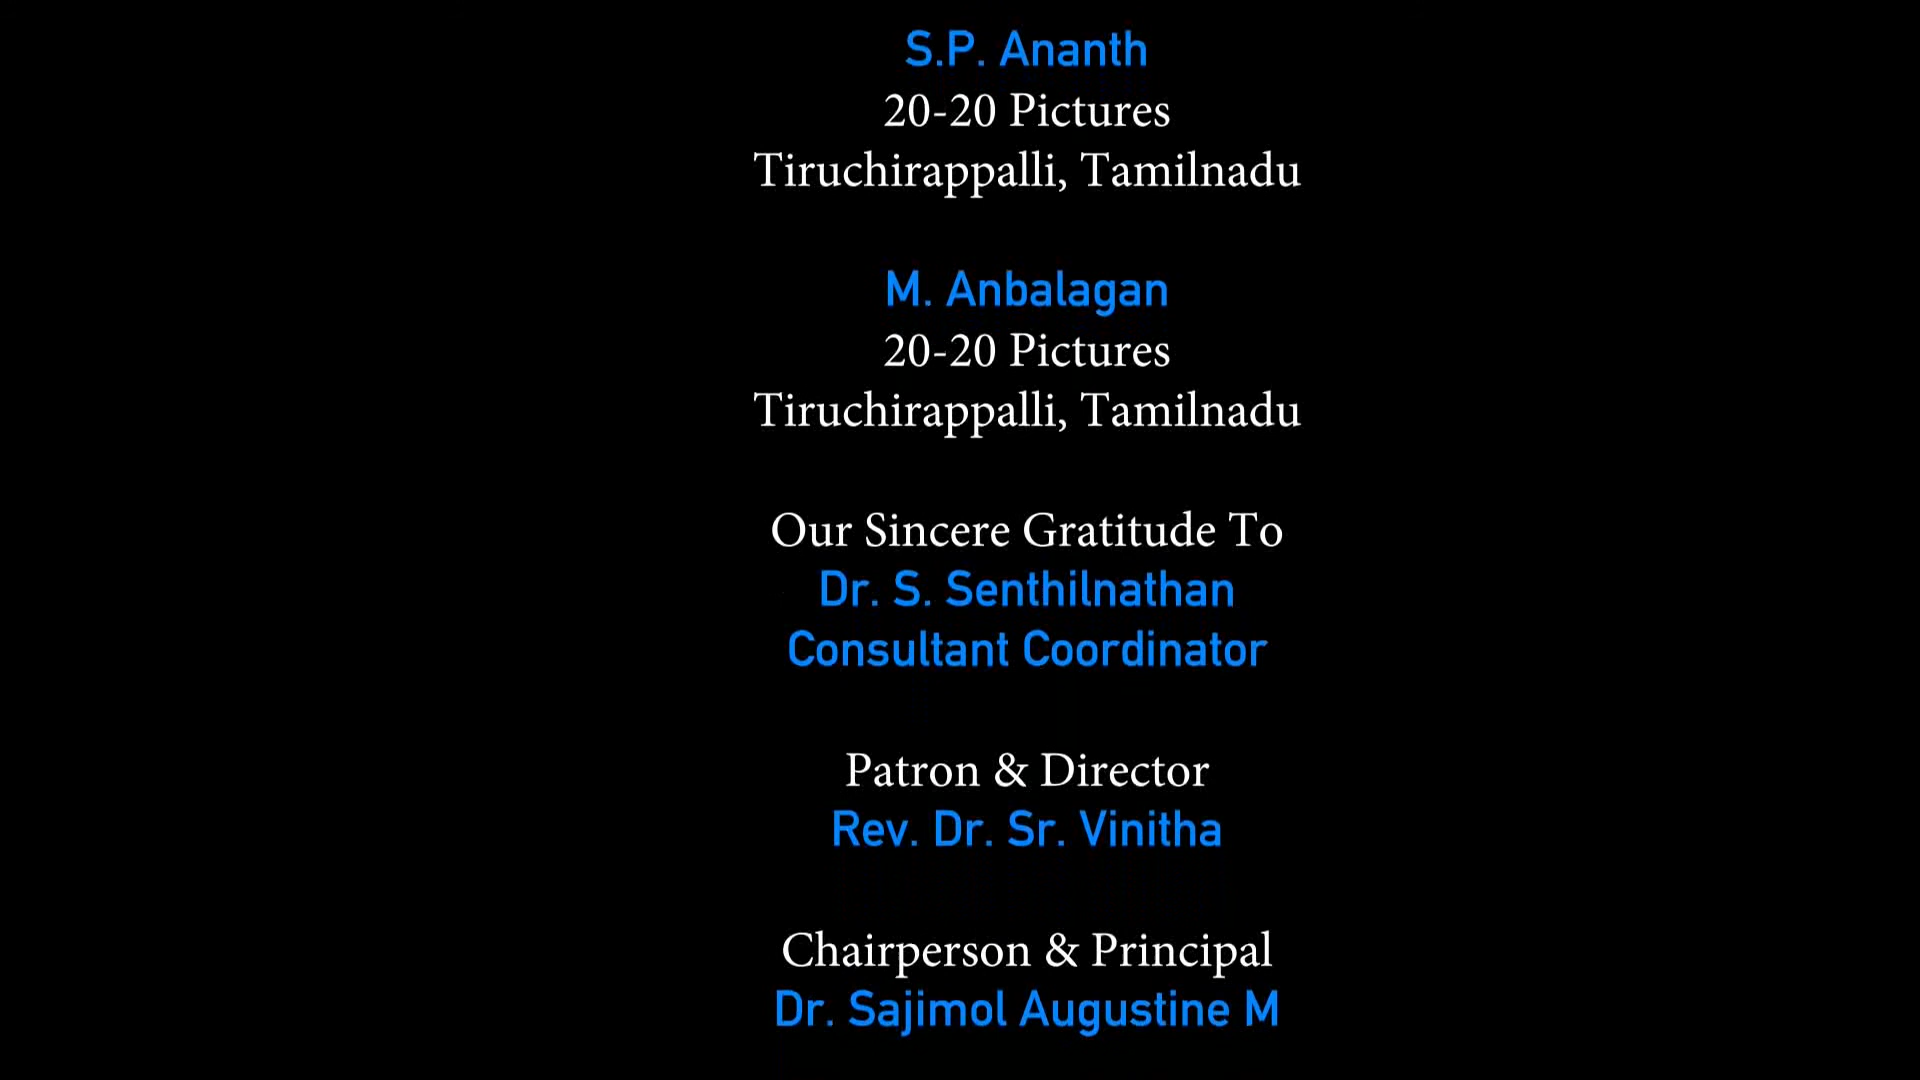 S.P. Ananth
20-20 Pictures
Tiruchirappalli, Tamilnadu
M. Anbalagan
20-20 Pictures
Tiruchirappalli, Tamilnadu
Our Sincere Gratitude To
Dr. S. Senthilnathan
Consultant Coordinator
Patron & Director
Rev. Dr. Sr. Vinitha
Chairperson & Principal
Dr. Sajimol Augustine M